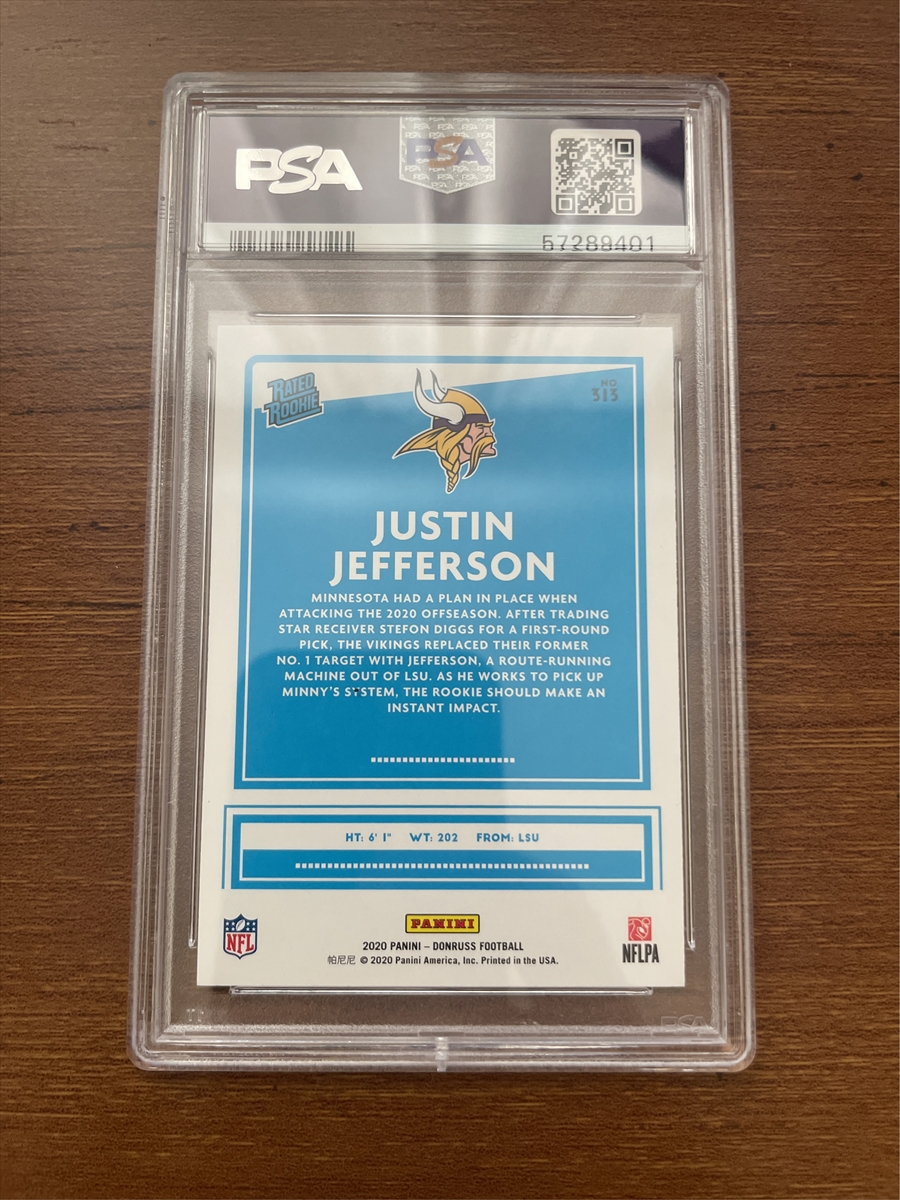 PSA
PSA
57289401
RATED
ROOKIE
NO.
313
JUSTIN
JEFFERSON
MINNESOTA HAD A PLAN IN PLACE WHEN
ATTACKING THE 2020 OFFSEASON. AFTER TRADING
STAR RECEIVER STEFON DIGGS FOR A FIRST-ROUND
PICK, THE VIKINGS REPLACED THEIR FORMER
NO. 1 TARGET WITH JEFFERSON, A ROUTE-RUNNING
MACHINE OUT OF LSU. AS HE WORKS TO PICK UP
MINNY'S SYSTEM, THE ROOKIE SHOULD MAKE AN
INSTANT IMPACT.
HT: 6' 1" WT: 202 FROM: LSU
NFL
PANINI
2020 PANINI – DONRUSS FOOTBALL
帕尼尼 © 2020 Panini America, Inc. Printed in the USA.
NFLPA
PSA